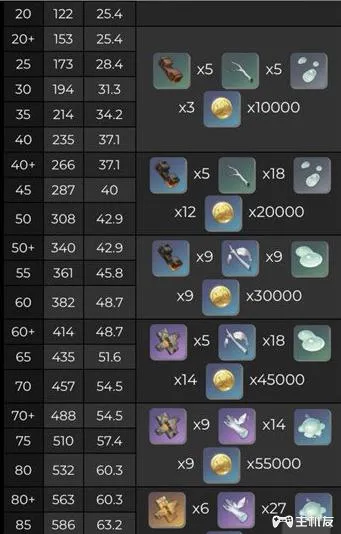 20 122 25.4
20+ 153 25.4
25 173 28.4
30 194 31.3
35 214 34.2
40 235 37.1
x5 x5
x3 x10000
40+ 266 37.1
45 287 40
50 308 42.9
x5 x18
x12 x20000
50+ 340 42.9
55 361 45.8
60 382 48.7
x9 x9
x9 x30000
60+ 414 48.7
65 435 51.6
70 457 54.5
x5 x18
x14 x45000
70+ 488 54.5
75 510 57.4
80 532 60.3
x9 x14
x9 x55000
80+ 563 60.3
85 586 63.2
x6 x27
主机友